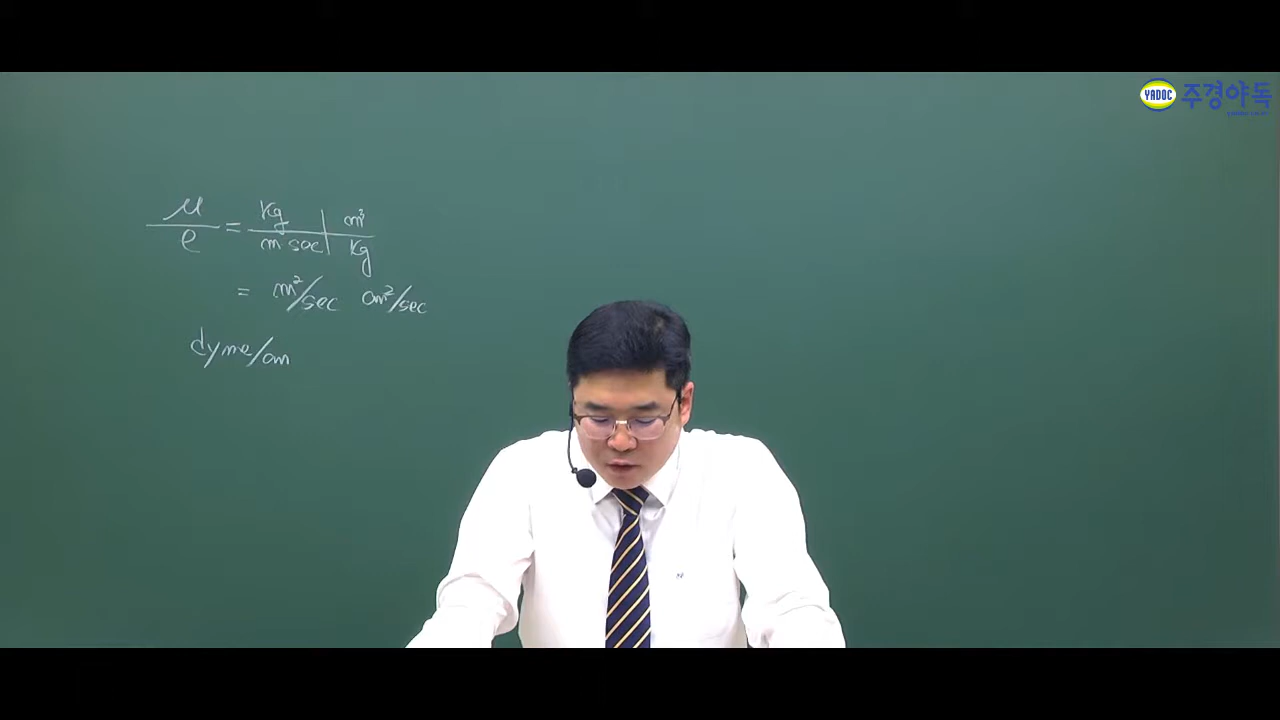 YADOC 주경야독
μ/ρ = kg/m·sec | m³/kg
= m²/sec cm²/sec
dyne/cm